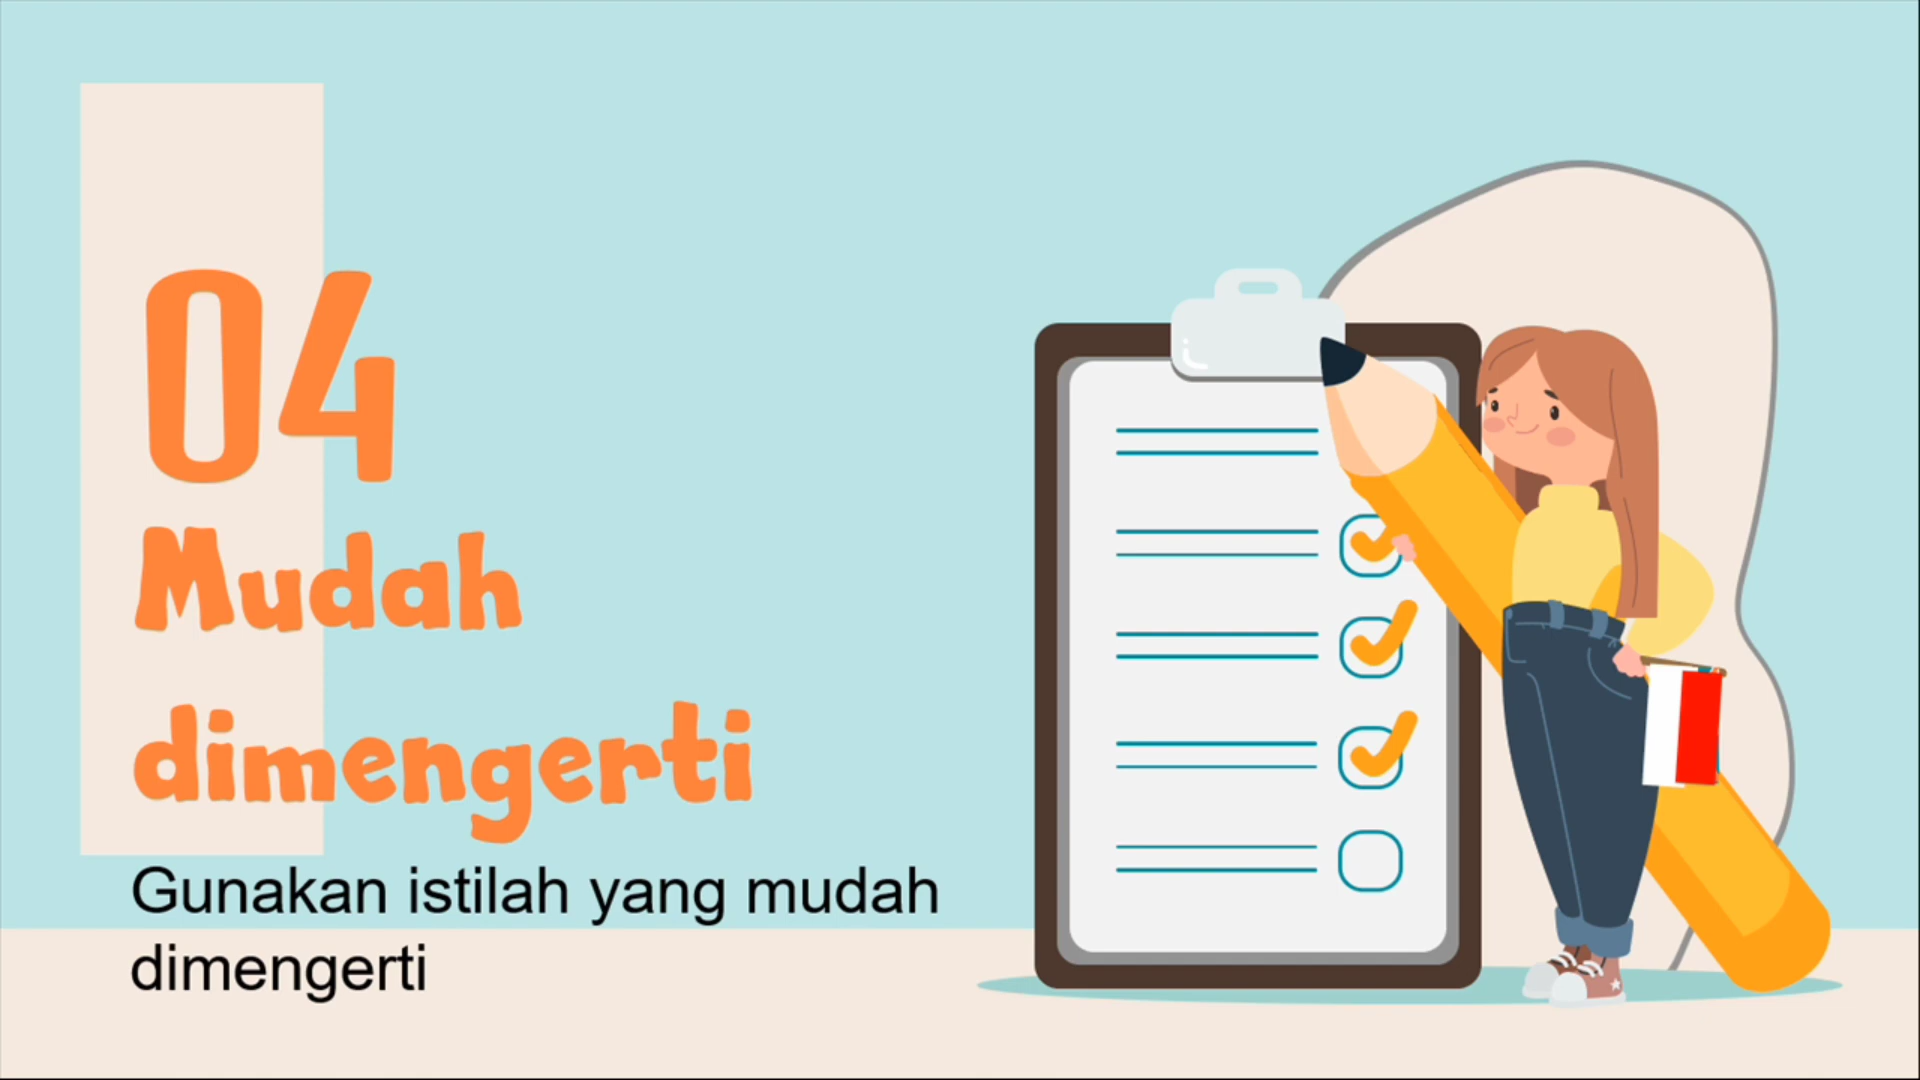 04
Mudah
dimengerti
Gunakan istilah yang mudah
dimengerti